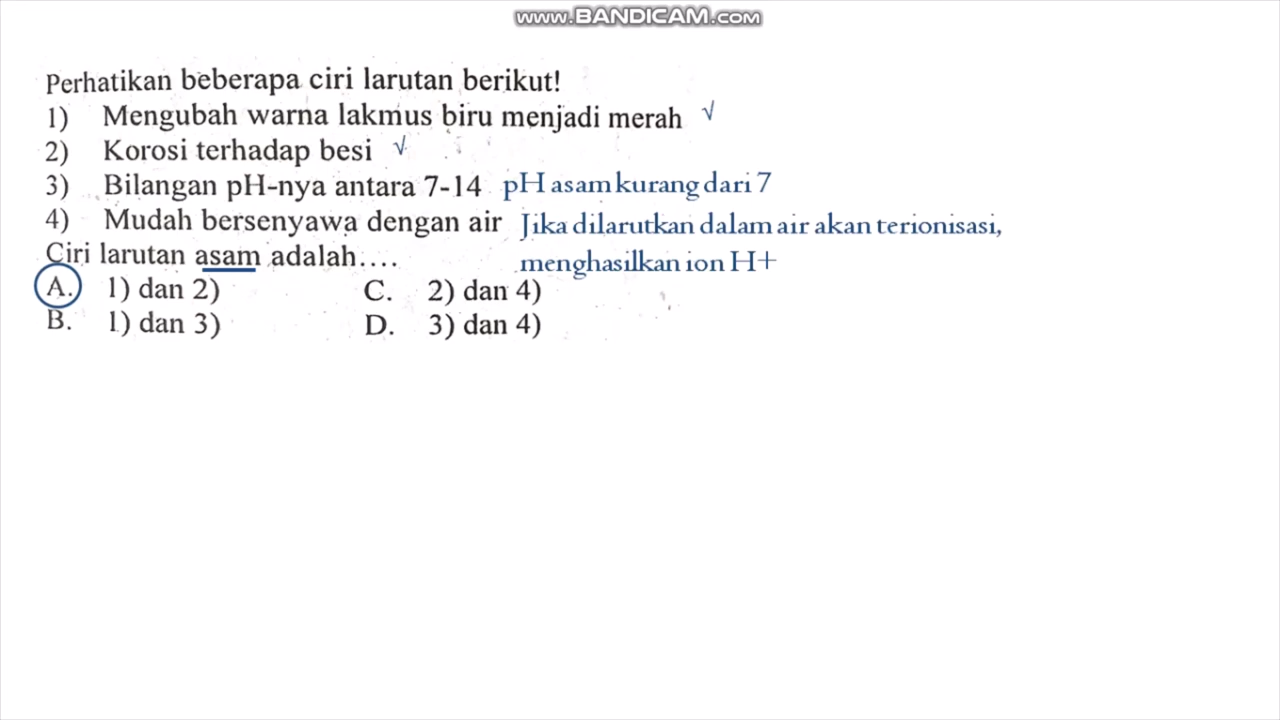 www.BANDICAM.com
Perhatikan beberapa ciri larutan berikut!
1) Mengubah warna lakmus biru menjadi merah √
2) Korosi terhadap besi √
3) Bilangan pH-nya antara 7-14 pH asam kurang dari 7
4) Mudah bersenyawa dengan air Jika dilarutkan dalam air akan terionisasi,
menghasilkan ion H+
Ciri larutan asam adalah....
A. 1) dan 2) C. 2) dan 4)
B. 1) dan 3) D. 3) dan 4)